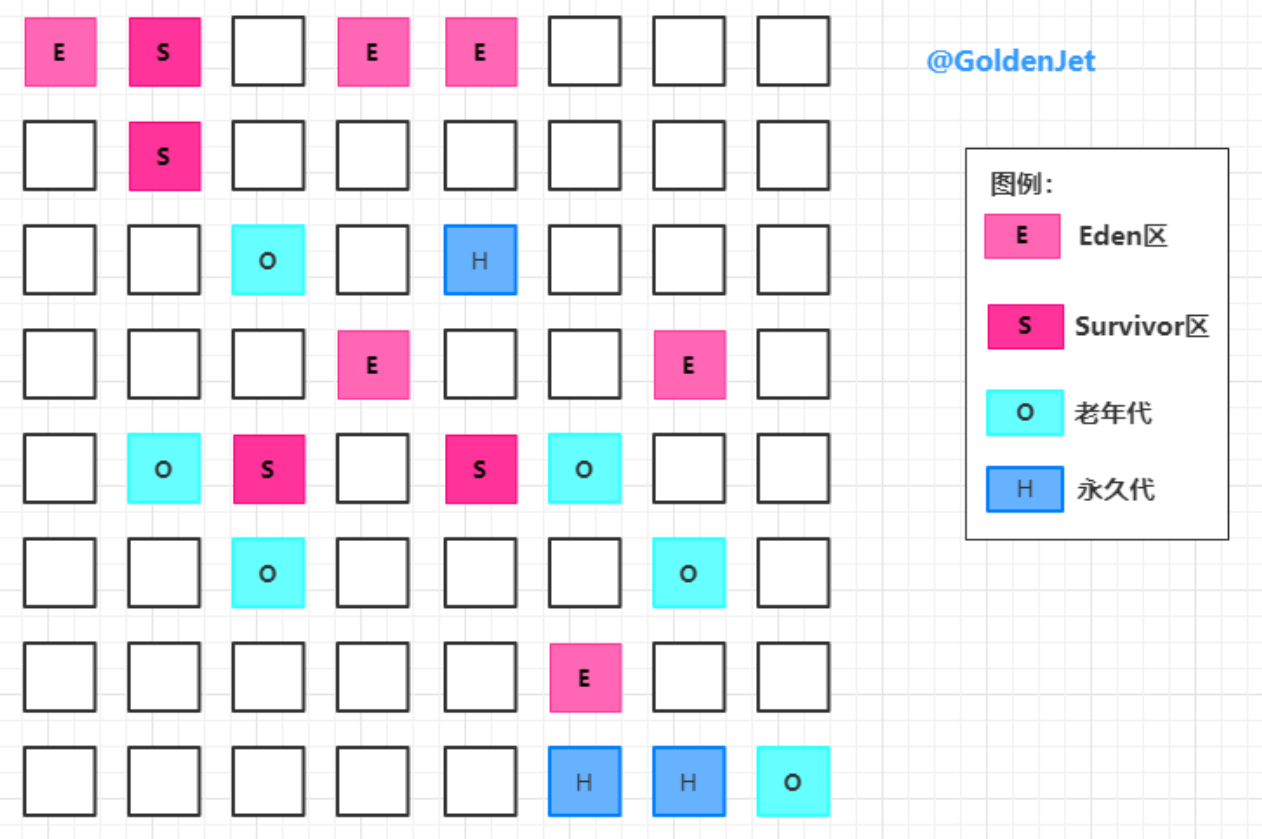 E S E E
@GoldenJet
S
图例：
O H
E Eden区
S Survivor区
E E
O 老年代
O S S O
H 永久代
O O
E
H H O